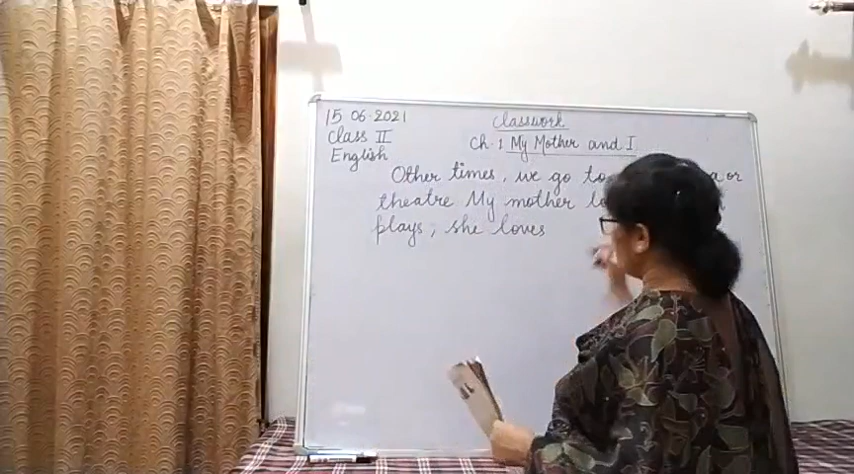 15 06 2021 Classwork
Class II Ch : 1 My Mother and I
English
Other times, we go to a or
theatre My mother
plays, she loves